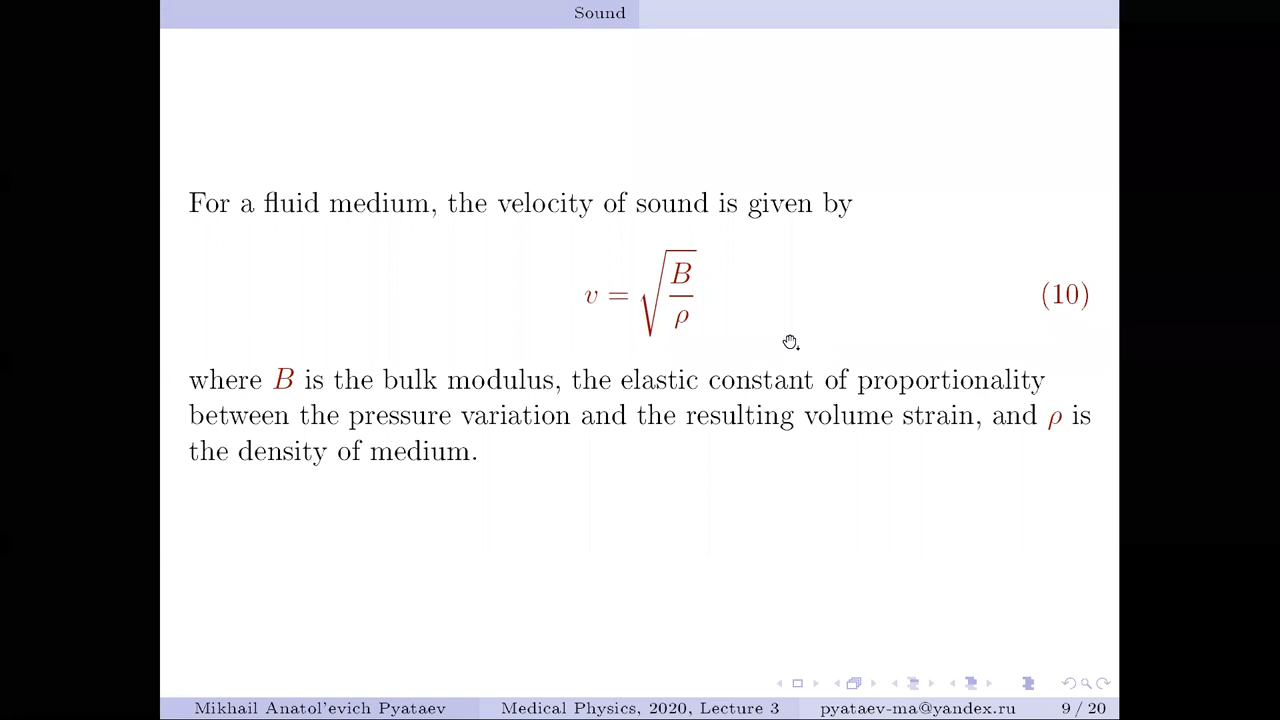 Sound
For a fluid medium, the velocity of sound is given by
v = √(B/ρ) (10)
where B is the bulk modulus, the elastic constant of proportionality
between the pressure variation and the resulting volume strain, and ρ is
the density of medium.
Mikhail Anatol'evich Pyataev Medical Physics, 2020, Lecture 3 pyataev-ma@yandex.ru 9 / 20